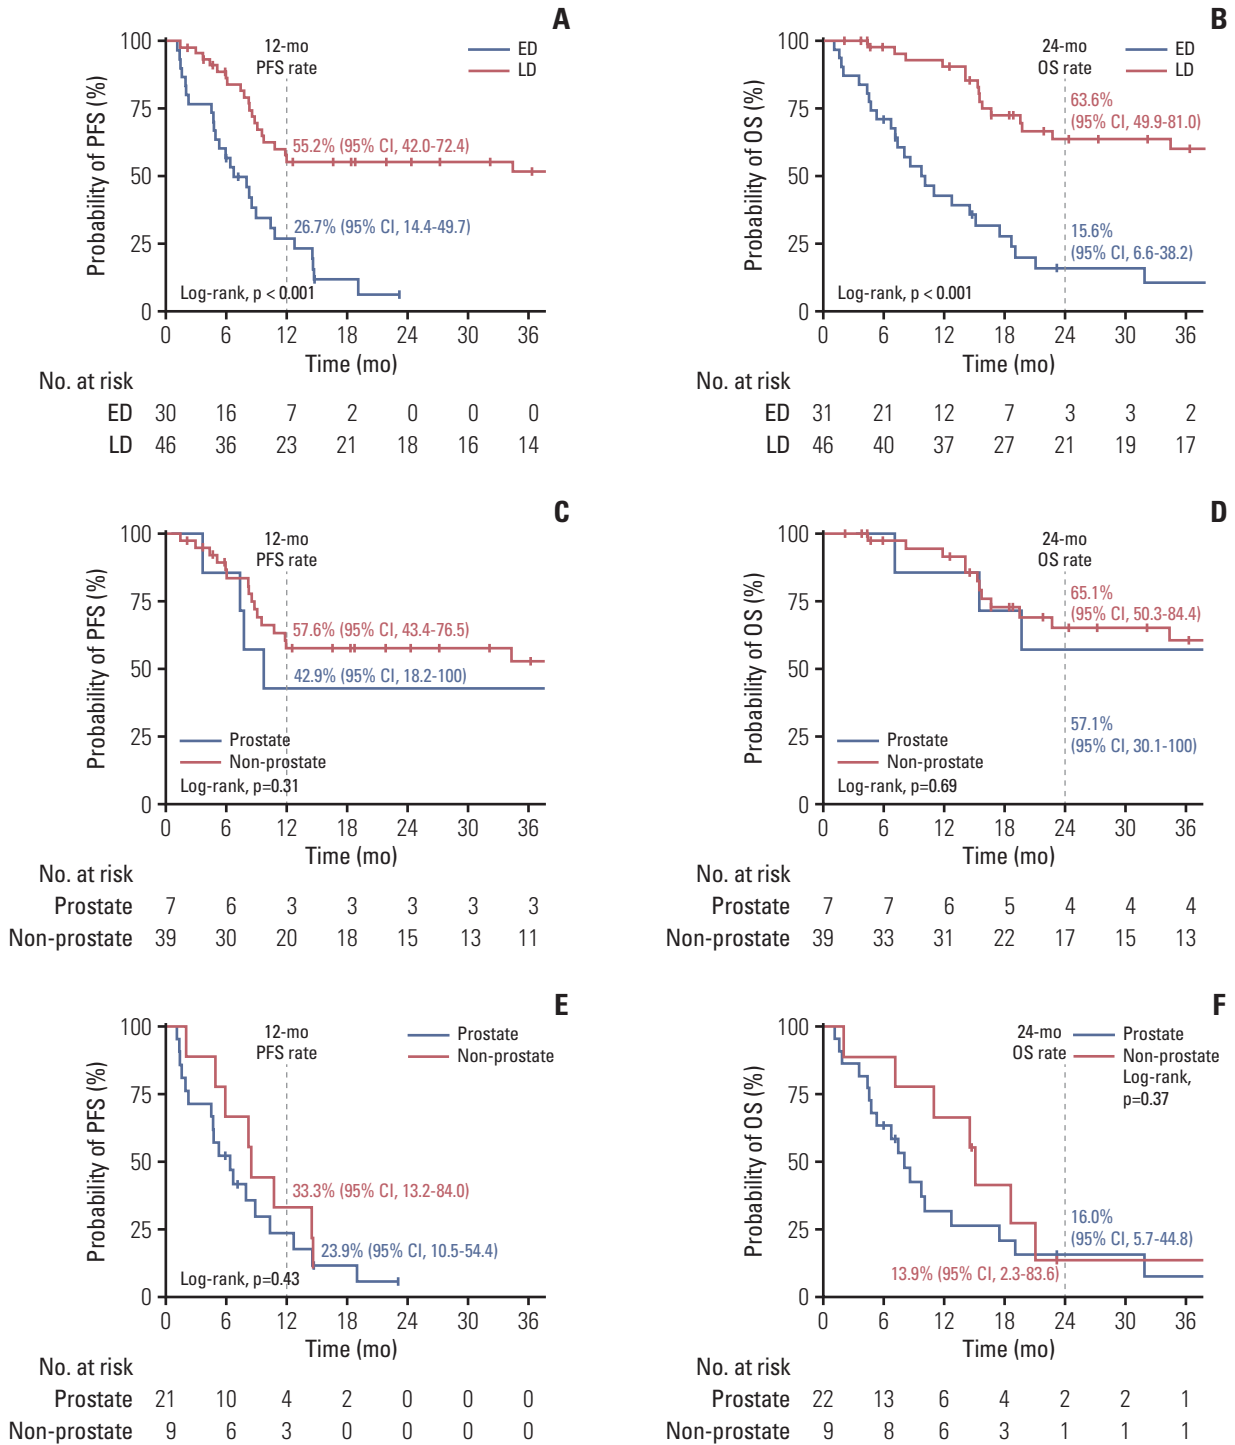 A
100
75
50
25
0
Probability of PFS (%)
12-mo
PFS rate
ED
LD
55.2% (95% CI, 42.0-72.4)
26.7% (95% CI, 14.4-49.7)
Log-rank, p < 0.001
0 6 12 18 24 30 36
Time (mo)
No. at risk
ED 30 16 7 2 0 0 0
LD 46 36 23 21 18 16 14
B
100
75
50
25
0
Probability of OS (%)
24-mo
OS rate
ED
LD
63.6%
(95% CI, 49.9-81.0)
15.6%
(95% CI, 6.6-38.2)
Log-rank, p < 0.001
0 6 12 18 24 30 36
Time (mo)
No. at risk
ED 31 21 12 7 3 3 2
LD 46 40 37 27 21 19 17
C
100
75
50
25
0
Probability of PFS (%)
12-mo
PFS rate
57.6% (95% CI, 43.4-76.5)
42.9% (95% CI, 18.2-100)
Prostate
Non-prostate
Log-rank, p=0.31
0 6 12 18 24 30 36
Time (mo)
No. at risk
Prostate 7 6 3 3 3 3 3
Non-prostate 39 30 20 18 15 13 11
D
100
75
50
25
0
Probability of OS (%)
24-mo
OS rate
65.1%
(95% CI, 50.3-84.4)
57.1%
(95% CI, 30.1-100)
Prostate
Non-prostate
Log-rank, p=0.69
0 6 12 18 24 30 36
Time (mo)
No. at risk
Prostate 7 7 6 5 4 4 4
Non-prostate 39 33 31 22 17 15 13
E
100
75
50
25
0
Probability of PFS (%)
12-mo
PFS rate
Prostate
Non-prostate
33.3% (95% CI, 13.2-84.0)
23.9% (95% CI, 10.5-54.4)
Log-rank, p=0.43
0 6 12 18 24 30 36
Time (mo)
No. at risk
Prostate 21 10 4 2 0 0 0
Non-prostate 9 6 3 0 0 0 0
F
100
75
50
25
0
Probability of OS (%)
24-mo
OS rate
Prostate
Non-prostate
Log-rank,
p=0.37
16.0%
(95% CI, 5.7-44.8)
13.9% (95% CI, 2.3-83.6)
0 6 12 18 24 30 36
Time (mo)
No. at risk
Prostate 22 13 6 4 2 2 1
Non-prostate 9 8 6 3 1 1 1